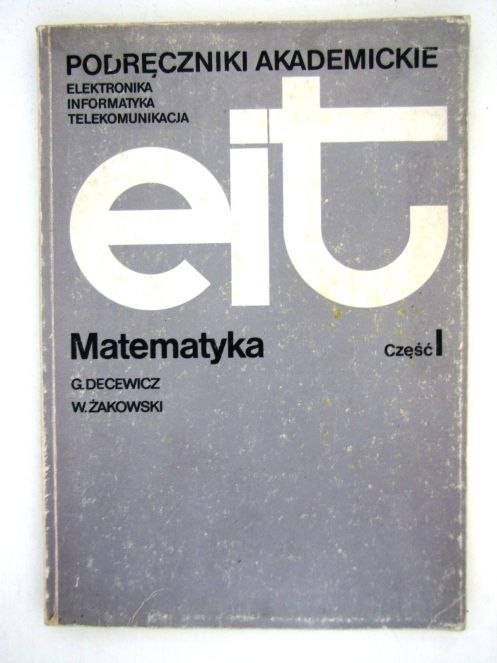 PODRĘCZNIKI AKADEMICKIE
ELEKTRONIKA
INFORMATYKA
TELEKOMUNIKACJA
eit
Matematyka Część I
G. DECEWICZ
W. ŻAKOWSKI